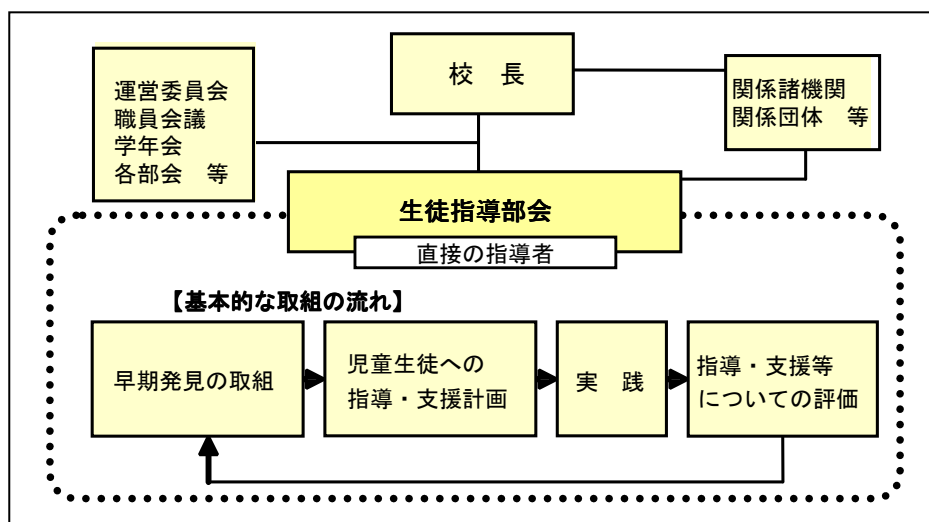 校　長
運営委員会
職員会議
学年会
各部会　等
関係諸機関
関係団体　等
生徒指導部会
直接の指導者
【基本的な取組の流れ】
早期発見の取組
児童生徒への
指導・支援計画
実　践
指導・支援等
についての評価